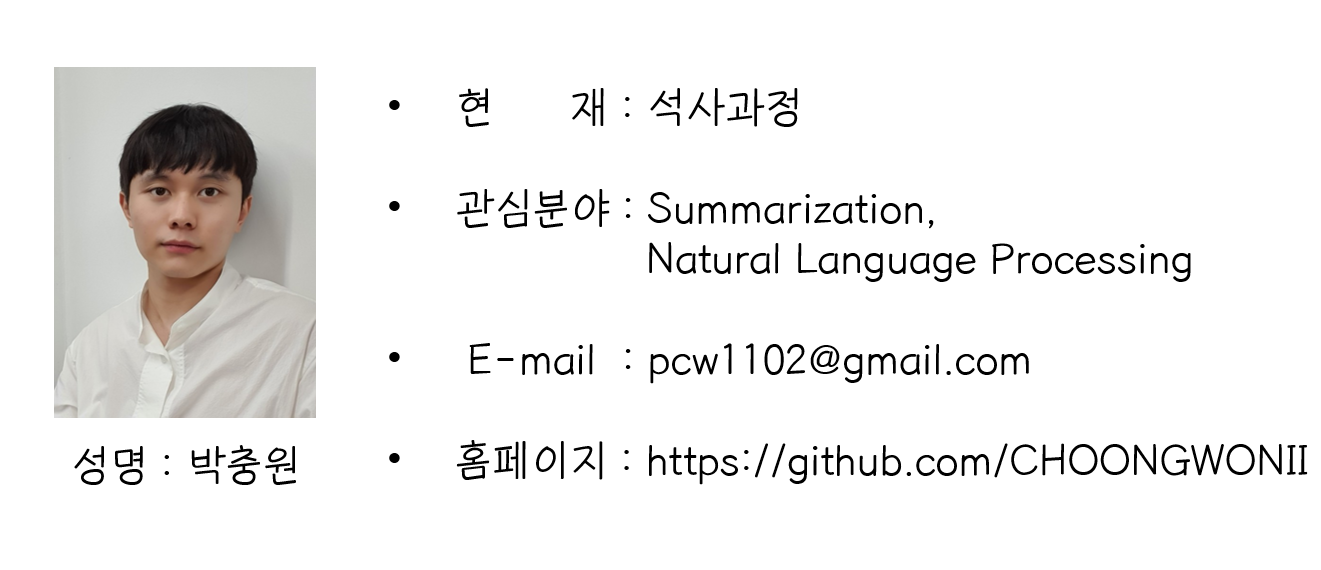 • 현 재 : 석사과정
• 관심분야 : Summarization,
Natural Language Processing
• E-mail : pcw1102@gmail.com
• 홈페이지 : https://github.com/CHOONGWONII
성명 : 박충원